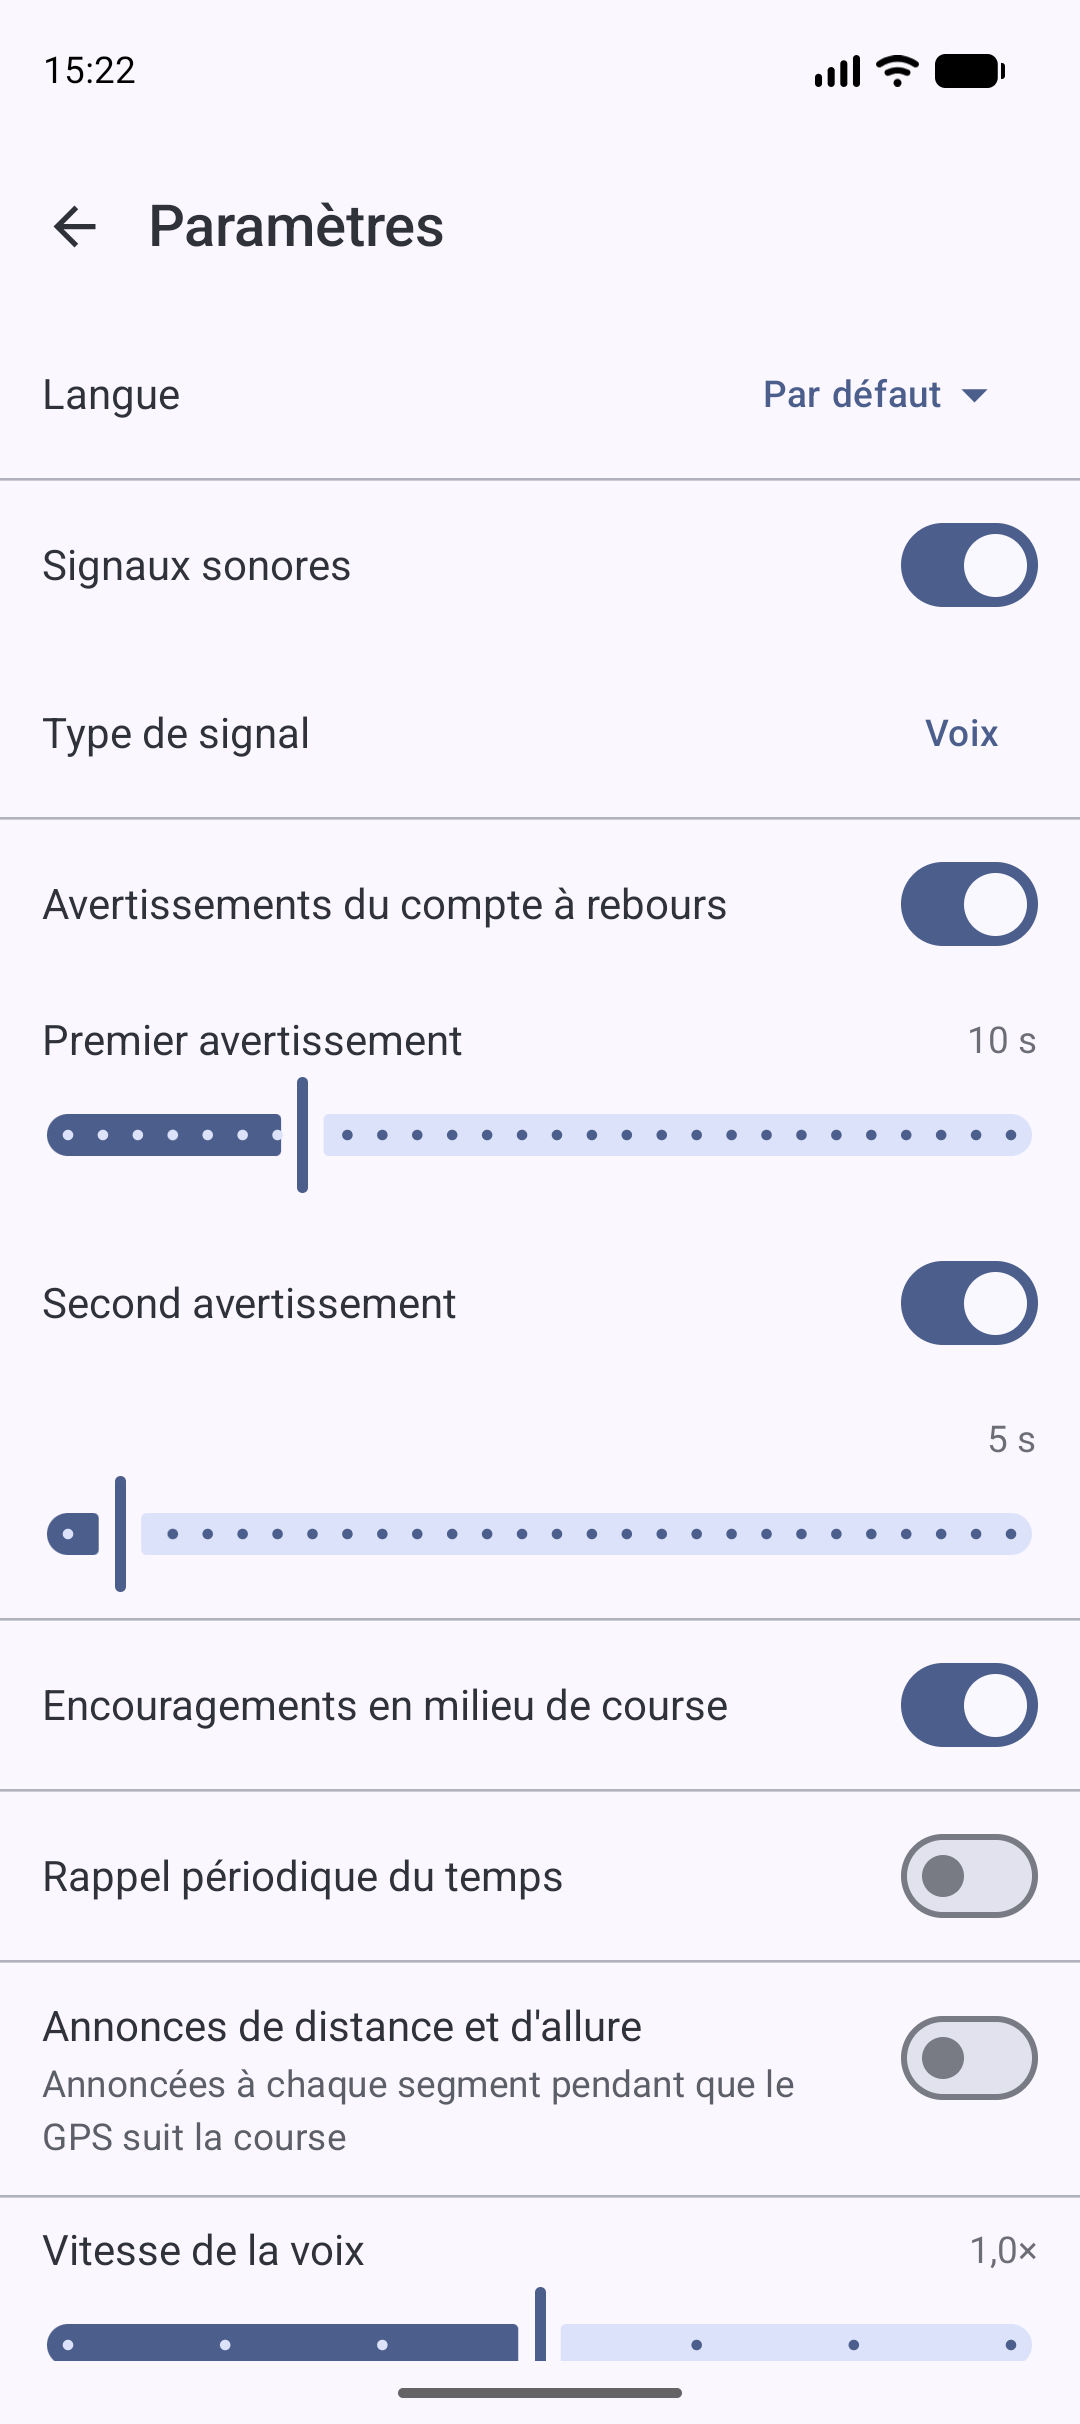 15:22
Paramètres
Langue
Par défaut
Signaux sonores
Type de signal
Voix
Avertissements du compte à rebours
Premier avertissement
10 s
Second avertissement
5 s
Encouragements en milieu de course
Rappel périodique du temps
Annonces de distance et d'allure
Annoncées à chaque segment pendant que le
GPS suit la course
Vitesse de la voix
1,0×